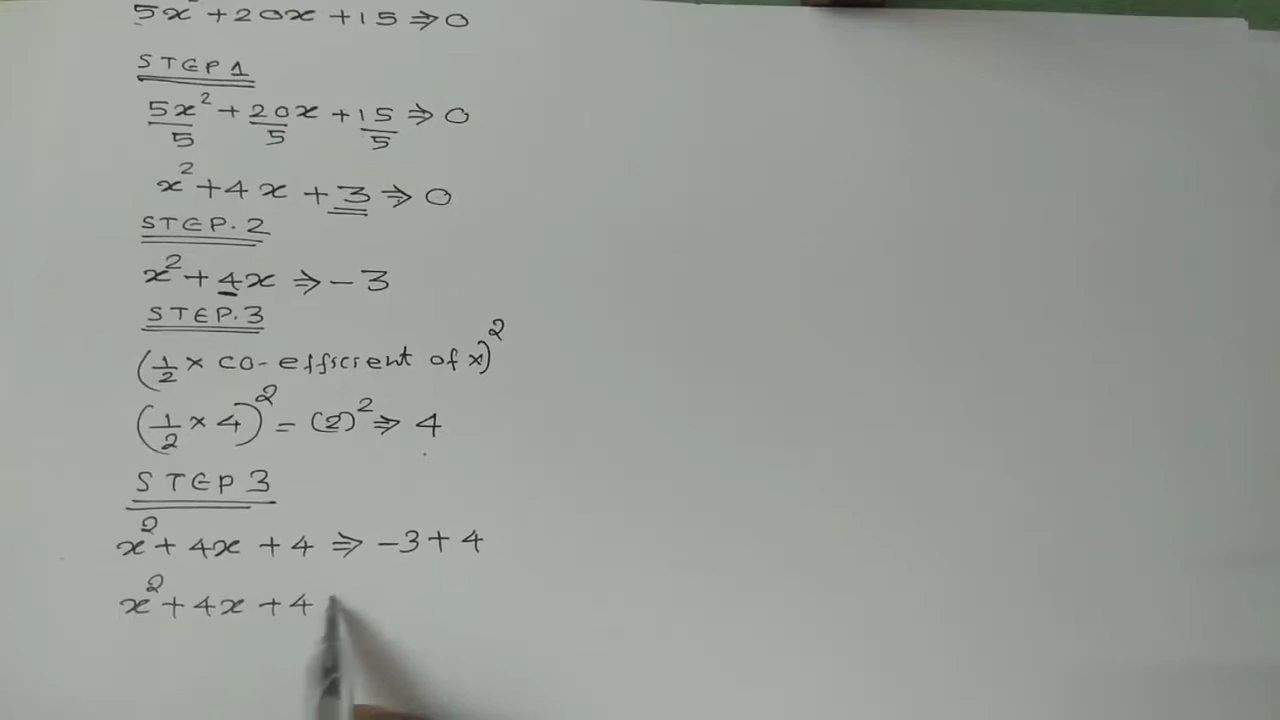 5x² + 20x + 15 ⇒ 0
STEP 1
5x²/5 + 20x/5 + 15/5 ⇒ 0
x² + 4x + 3 ⇒ 0
STEP.2
x² + 4x ⇒ -3
STEP.3
(1/2 × co-efficient of x)²
(1/2 × 4)² = (2)² ⇒ 4
STEP 3
x² + 4x + 4 ⇒ -3 + 4
x² + 4x + 4